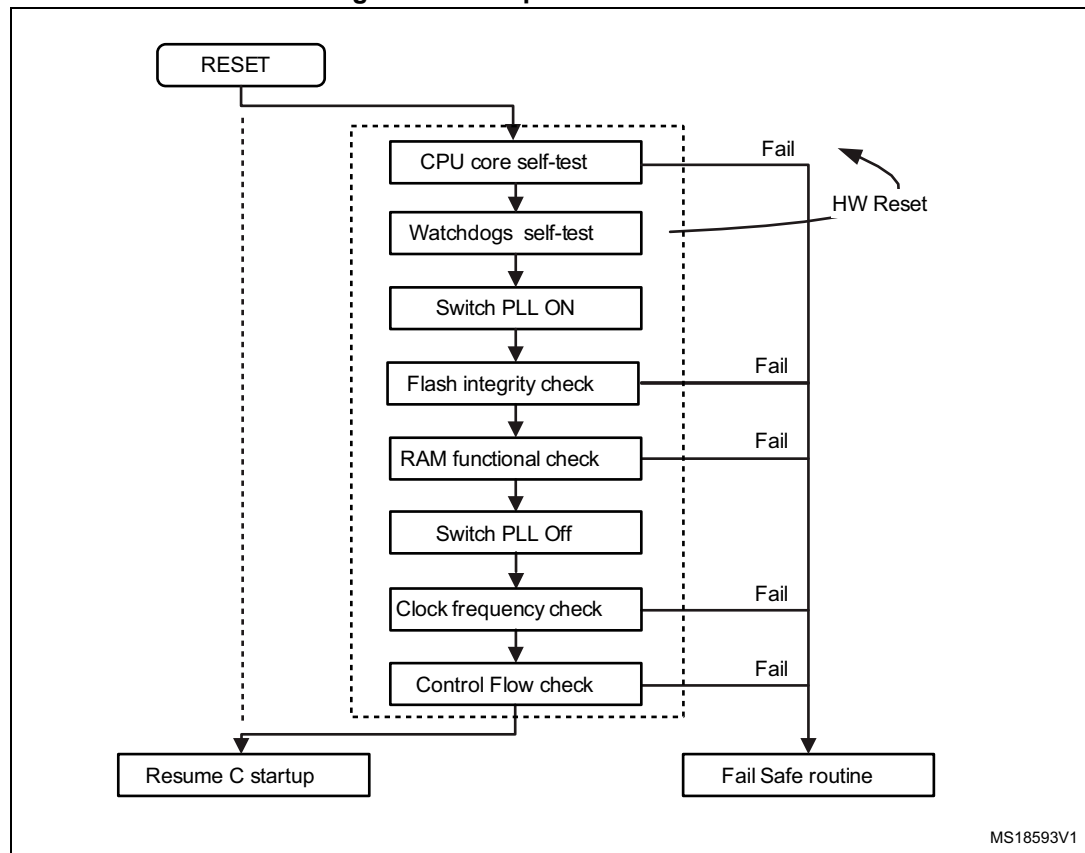 RESET
CPU core self-test
Fail
HW Reset
Watchdogs self-test
Switch PLL ON
Flash integrity check
Fail
RAM functional check
Fail
Switch PLL Off
Clock frequency check
Fail
Control Flow check
Fail
Resume C startup
Fail Safe routine
MS18593V1